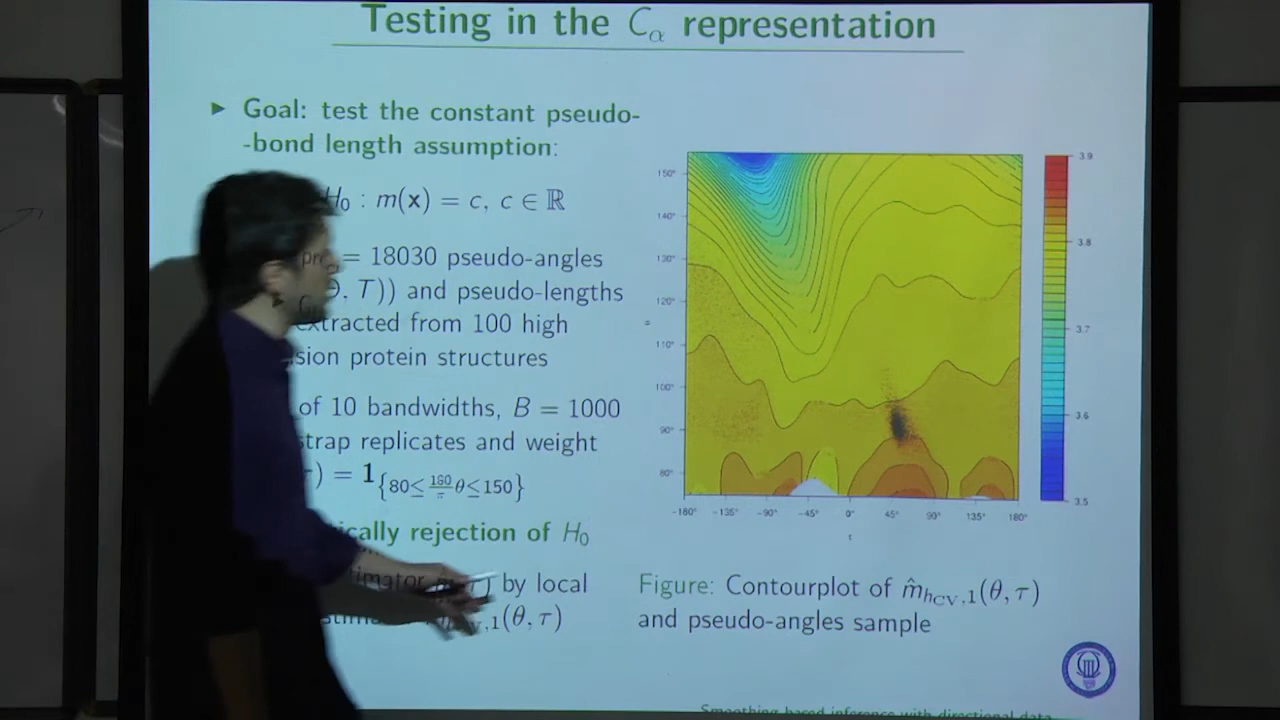 Testing in the Cα representation
► Goal: test the constant pseudo-
-bond length assumption:
H₀ : m(x) = c, c ∈ ℝ
= 18030 pseudo-angles
, T)) and pseudo-lengths
extracted from 100 high
sion protein structures
of 10 bandwidths, B = 1000
strap replicates and weight
) = 1{80≤ 180 θ≤150}
ically rejection of H₀
by local
,1(θ, τ)
150°
140°
130°
120°
110°
100°
90°
80°
-180° -135° -90° -45° 0° 45° 90° 135° 180°
3.9
3.8
3.7
3.6
3.5
Figure: Contourplot of m̂hCV,1(θ, τ)
and pseudo-angles sample
Smoothing-based inference with directional data